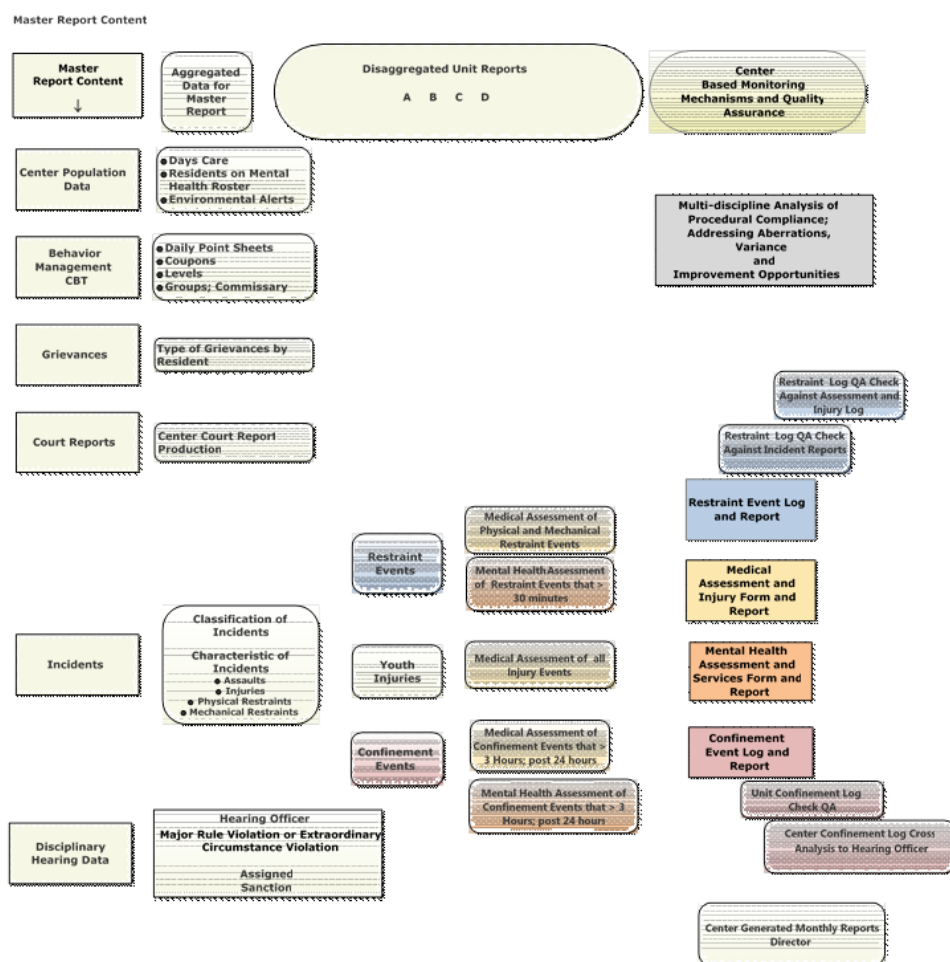 Master Report Content
Master
Report Content
↓
Aggregated
Data for
Master
Report
Disaggregated Unit Reports
A B C D
Center
Based Monitoring
Mechanisms and Quality
Assurance
Center Population
Data
● Days Care
● Residents on Mental
Health Roster
● Environmental Alerts
Multi-discipline Analysis of
Procedural Compliance;
Addressing Aberrations,
Variance
and
Improvement Opportunities
Behavior
Management
CBT
● Daily Point Sheets
● Coupons
● Levels
● Groups; Commissary
Grievances
Type of Grievances by
Resident
Court Reports
Center Court Report
Production
Restraint Log QA Check
Against Assessment and
Injury Log
Restraint Log QA Check
Against Incident Reports
Restraint Event Log
and Report
Medical
Assessment and
Injury Form and
Report
Mental Health
Assessment and
Services Form and
Report
Confinement
Event Log and
Report
Unit Confinement Log
Check QA
Center Confinement Log Cross
Analysis to Hearing Officer
Incidents
Classification of
Incidents
Characteristic of
Incidents
● Assaults
● Injuries
● Physical Restraints
● Mechanical Restraints
Restraint
Events
Medical Assessment of
Physical and Mechanical
Restraint Events
Mental Health Assessment
of Restraint Events that >
30 minutes
Youth
Injuries
Medical Assessment of all
Injury Events
Confinement
Events
Medical Assessment of
Confinement Events that >
3 Hours; post 24 hours
Mental Health Assessment of
Confinement Events that > 3
Hours; post 24 hours
Disciplinary
Hearing Data
Hearing Officer
Major Rule Violation or Extraordinary
Circumstance Violation
Assigned
Sanction
Center Generated Monthly Reports
Director